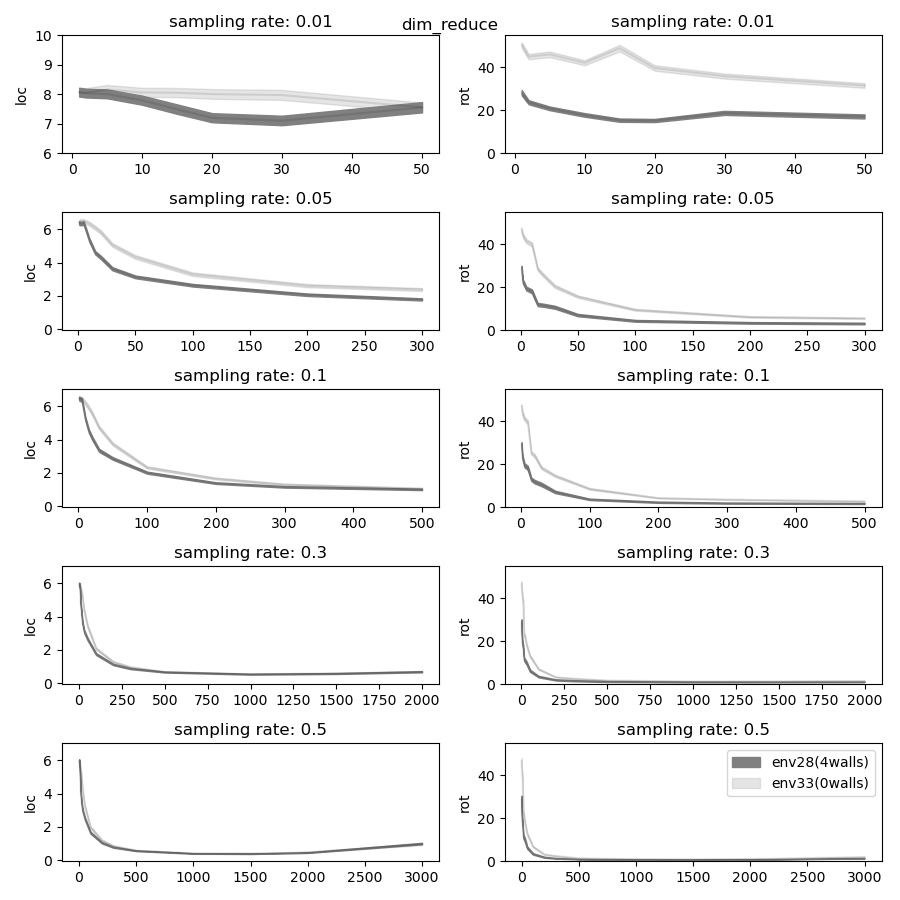 dim_reduce
sampling rate: 0.01
sampling rate: 0.01
10
9
8
7
6
loc
0 10 20 30 40 50
40
20
0
rot
0 10 20 30 40 50
sampling rate: 0.05
sampling rate: 0.05
6
4
2
0
loc
0 50 100 150 200 250 300
40
20
0
rot
0 50 100 150 200 250 300
sampling rate: 0.1
sampling rate: 0.1
6
4
2
0
loc
0 100 200 300 400 500
40
20
0
rot
0 100 200 300 400 500
sampling rate: 0.3
sampling rate: 0.3
6
4
2
0
loc
0 250 500 750 1000 1250 1500 1750 2000
40
20
0
rot
0 250 500 750 1000 1250 1500 1750 2000
sampling rate: 0.5
sampling rate: 0.5
6
4
2
0
loc
0 500 1000 1500 2000 2500 3000
40
20
0
rot
env28(4walls)
env33(0walls)
0 500 1000 1500 2000 2500 3000